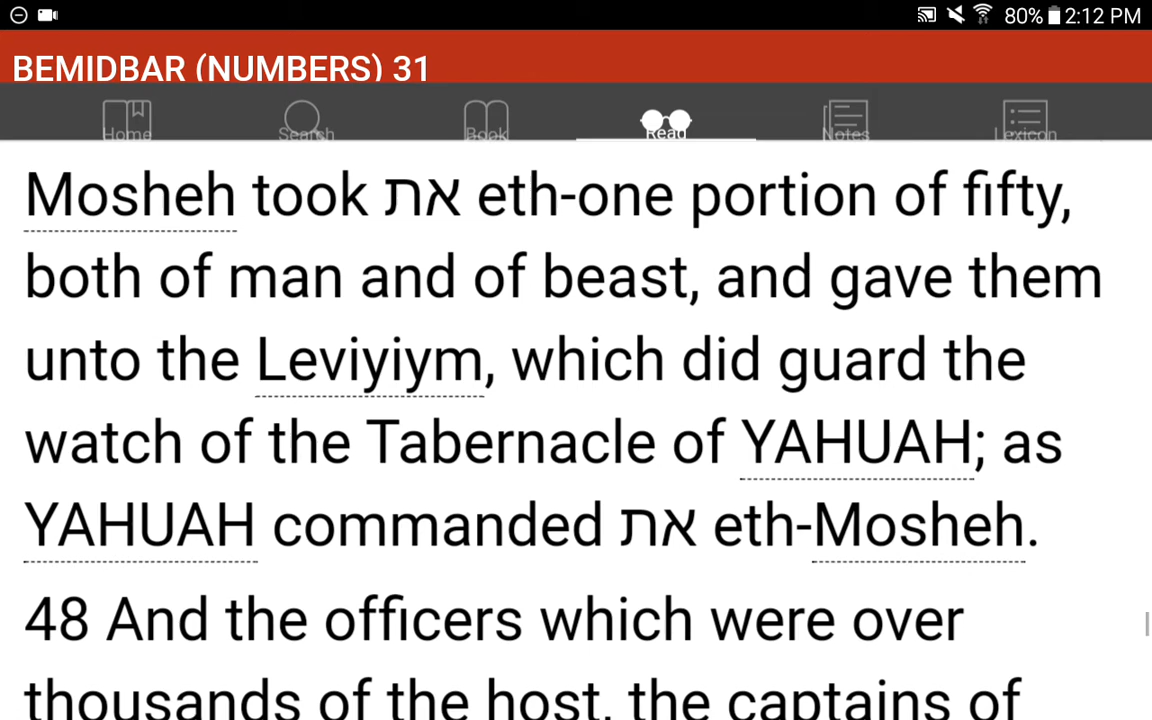 80% 2:12 PM
BEMIDBAR (NUMBERS) 31
Home Search Book Read Notes Lexicon
Mosheh took את eth-one portion of fifty,
both of man and of beast, and gave them
unto the Leviyiym, which did guard the
watch of the Tabernacle of YAHUAH; as
YAHUAH commanded את eth-Mosheh.
48 And the officers which were over
thousands of the host, the captains of